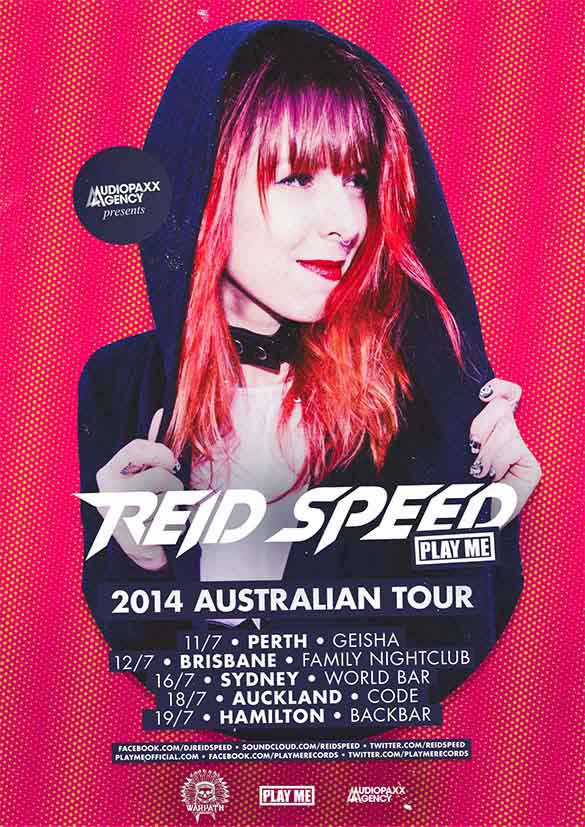 AUDIOPAXX
AGENCY
presents
REID SPEED
PLAY ME
2014 AUSTRALIAN TOUR
11/7 • PERTH • GEISHA
12/7 • BRISBANE • FAMILY NIGHTCLUB
16/7 • SYDNEY • WORLD BAR
18/7 • AUCKLAND • CODE
19/7 • HAMILTON • BACKBAR
FACEBOOK.COM/DJREIDSPEED • SOUNDCLOUD.COM/REIDSPEED • TWITTER.COM/REIDSPEED
PLAYMEOFFICIAL.COM • FACEBOOK.COM/PLAYMERECORDS • TWITTER.COM/PLAYMERECORDS
WARPATH
PLAY ME
AUDIOPAXX
AGENCY